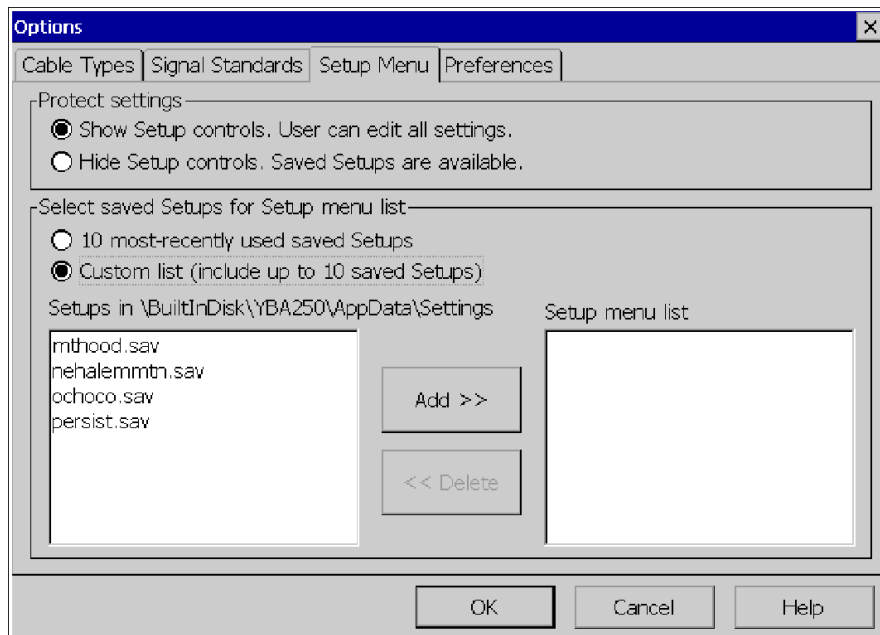 Options
Cable Types Signal Standards Setup Menu Preferences
Protect settings
Show Setup controls. User can edit all settings.
Hide Setup controls. Saved Setups are available.
Select saved Setups for Setup menu list
10 most-recently used saved Setups
Custom list (include up to 10 saved Setups)
Setups in \BuiltInDisk\YBA250\AppData\Settings
Setup menu list
mthood.sav
nehalemmtn.sav
ochoco.sav
persist.sav
Add >>
<< Delete
OK Cancel Help